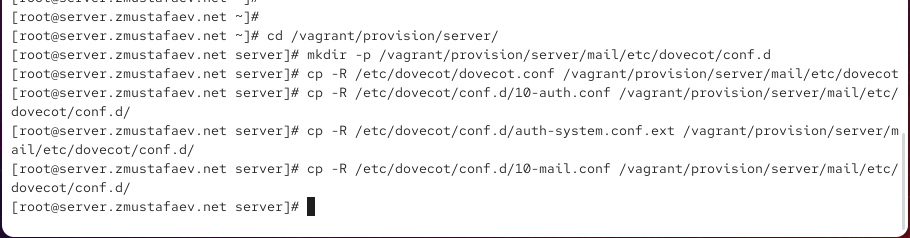 [root@server.zmustafaev.net ~]#
[root@server.zmustafaev.net ~]#
[root@server.zmustafaev.net ~]# cd /vagrant/provision/server/
[root@server.zmustafaev.net server]# mkdir -p /vagrant/provision/server/mail/etc/dovecot/conf.d
[root@server.zmustafaev.net server]# cp -R /etc/dovecot/dovecot.conf /vagrant/provision/server/mail/etc/dovecot
[root@server.zmustafaev.net server]# cp -R /etc/dovecot/conf.d/10-auth.conf /vagrant/provision/server/mail/etc/
dovecot/conf.d/
[root@server.zmustafaev.net server]# cp -R /etc/dovecot/conf.d/auth-system.conf.ext /vagrant/provision/server/m
ail/etc/dovecot/conf.d/
[root@server.zmustafaev.net server]# cp -R /etc/dovecot/conf.d/10-mail.conf /vagrant/provision/server/mail/etc/
dovecot/conf.d/
[root@server.zmustafaev.net server]#